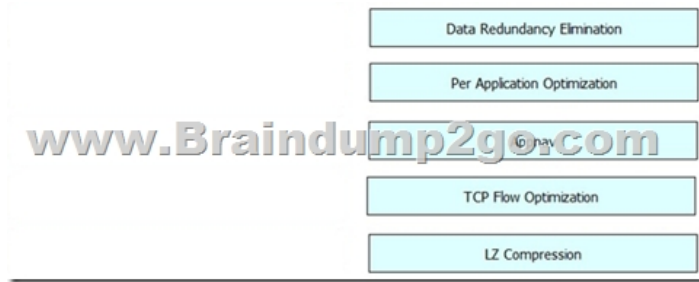 Data Redundancy Elimination
Per Application Optimization
www.Braindump2go.com
TCP Flow Optimization
LZ Compression